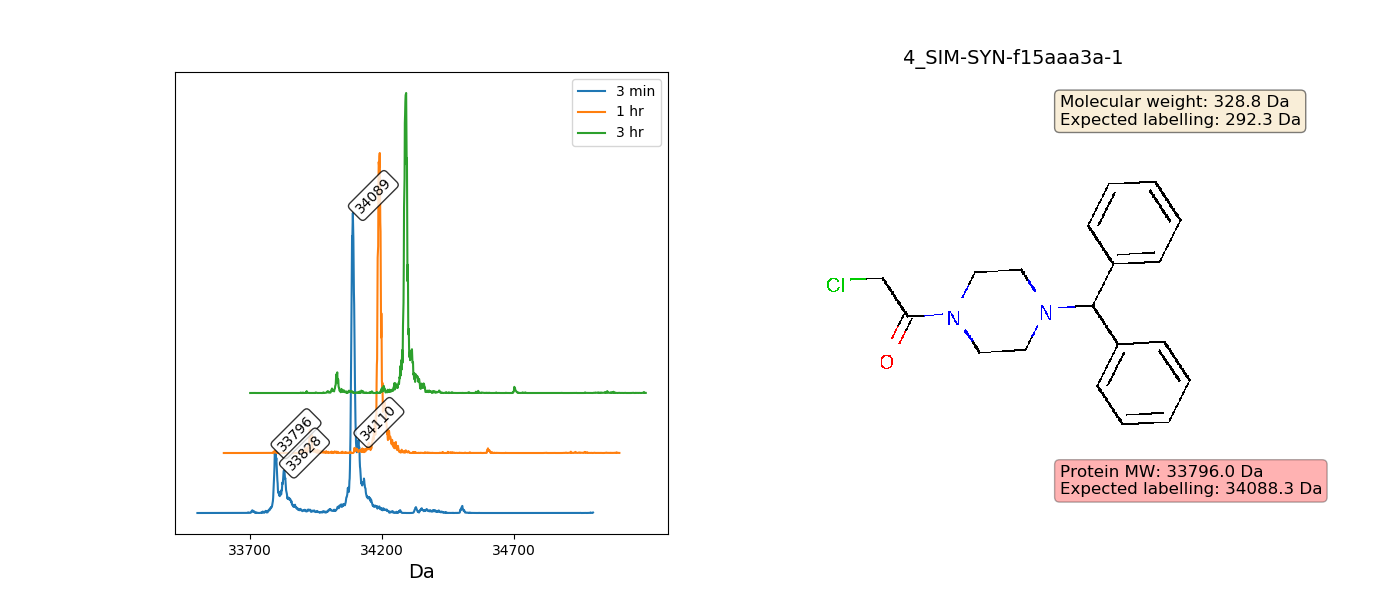 4_SIM-SYN-f15aaa3a-1
3 min
1 hr
3 hr
Molecular weight: 328.8 Da
Expected labelling: 292.3 Da
34089
34110
33796
33828
Cl
N
N
O
Protein MW: 33796.0 Da
Expected labelling: 34088.3 Da
33700
34200
34700
Da